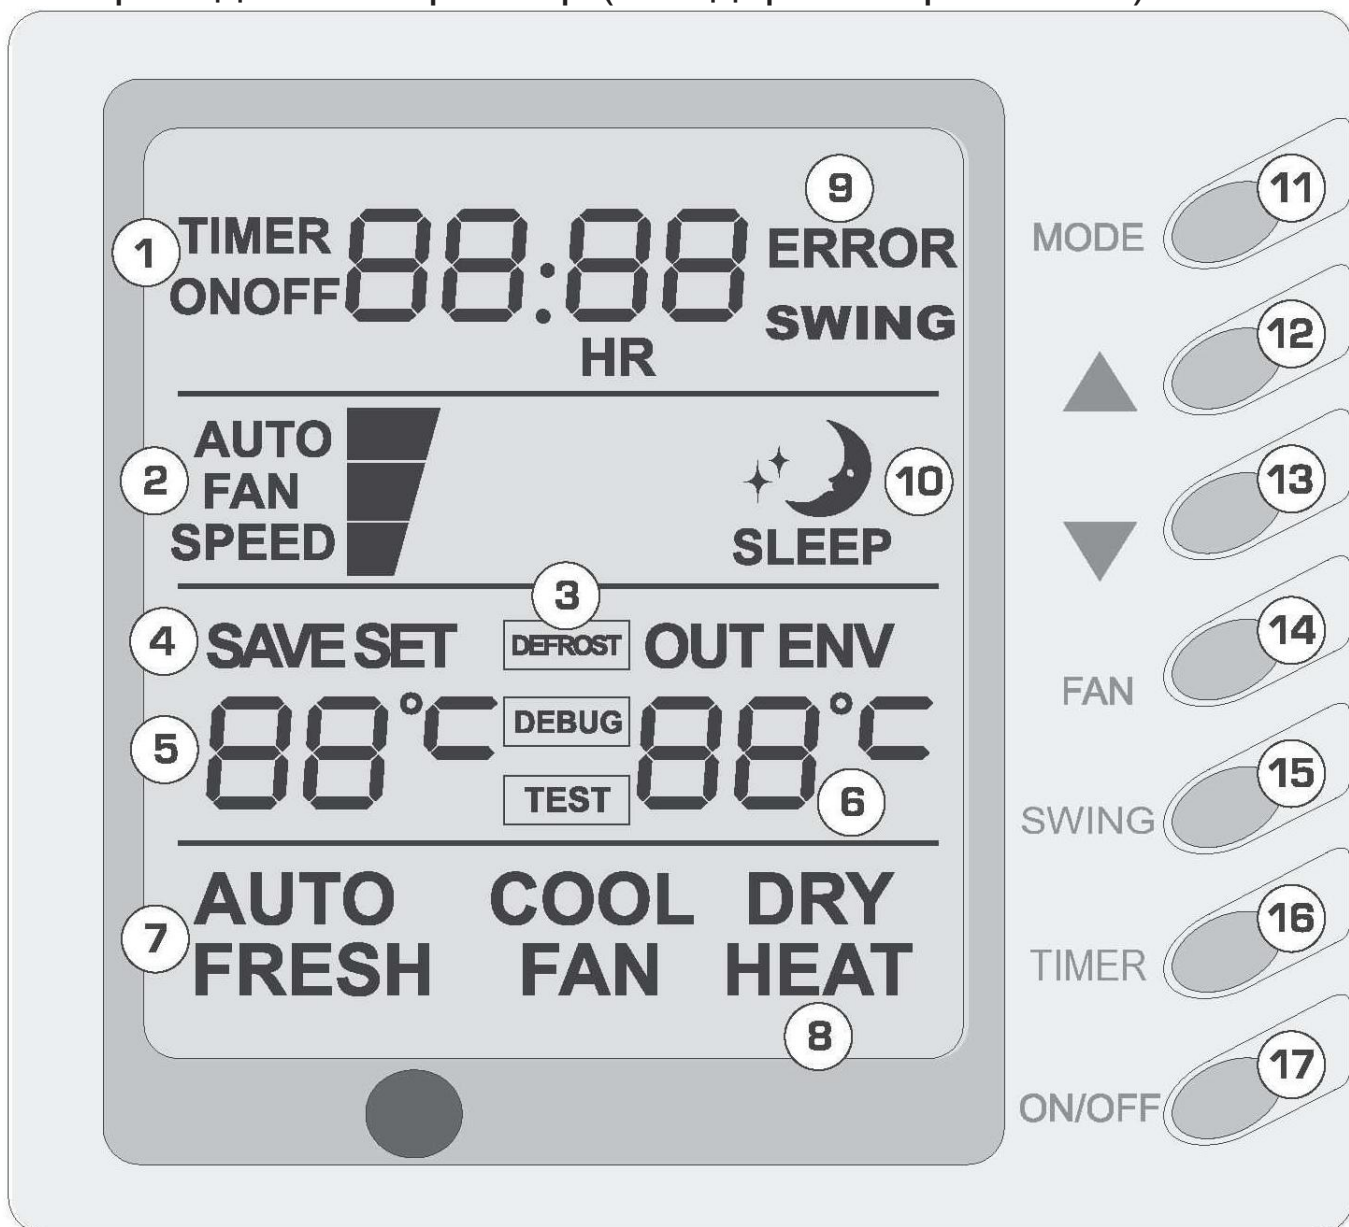 9
11
1 TIMER 88:88 ERROR
ONOFF SWING
HR
MODE
12
AUTO
2 FAN
SPEED
10
SLEEP
13
3
4 SAVE SET DEFROST OUT ENV
14
FAN
5 88°C DEBUG 88°C
6
TEST
15
SWING
7 AUTO COOL DRY
FRESH FAN HEAT
8
16
TIMER
17
ON/OFF